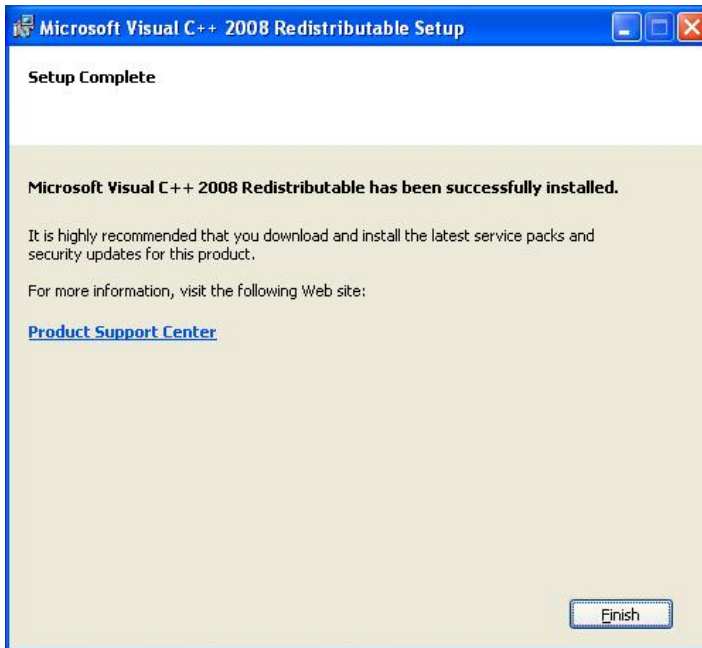 Microsoft Visual C++ 2008 Redistributable Setup
Setup Complete
Microsoft Visual C++ 2008 Redistributable has been successfully installed.
It is highly recommended that you download and install the latest service packs and
security updates for this product.
For more information, visit the following Web site:
Product Support Center
Finish